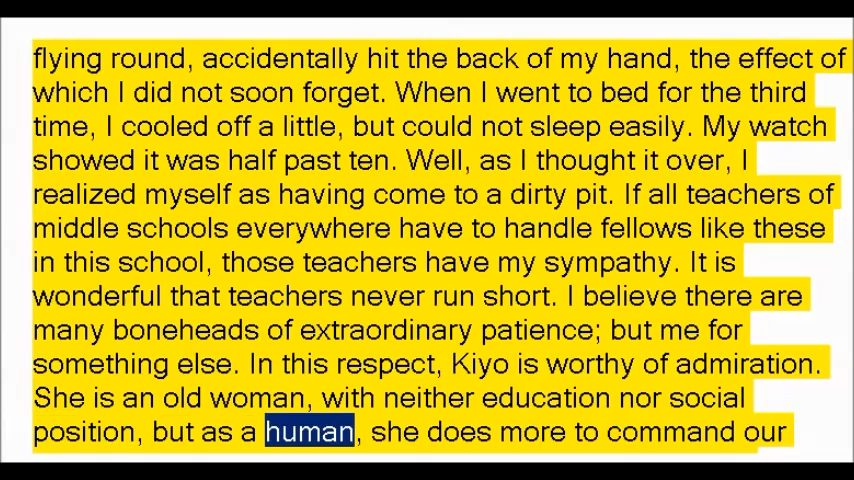 flying round, accidentally hit the back of my hand, the effect of
which I did not soon forget. When I went to bed for the third
time, I cooled off a little, but could not sleep easily. My watch
showed it was half past ten. Well, as I thought it over, I
realized myself as having come to a dirty pit. If all teachers of
middle schools everywhere have to handle fellows like these
in this school, those teachers have my sympathy. It is
wonderful that teachers never run short. I believe there are
many boneheads of extraordinary patience; but me for
something else. In this respect, Kiyo is worthy of admiration.
She is an old woman, with neither education nor social
position, but as a human, she does more to command our